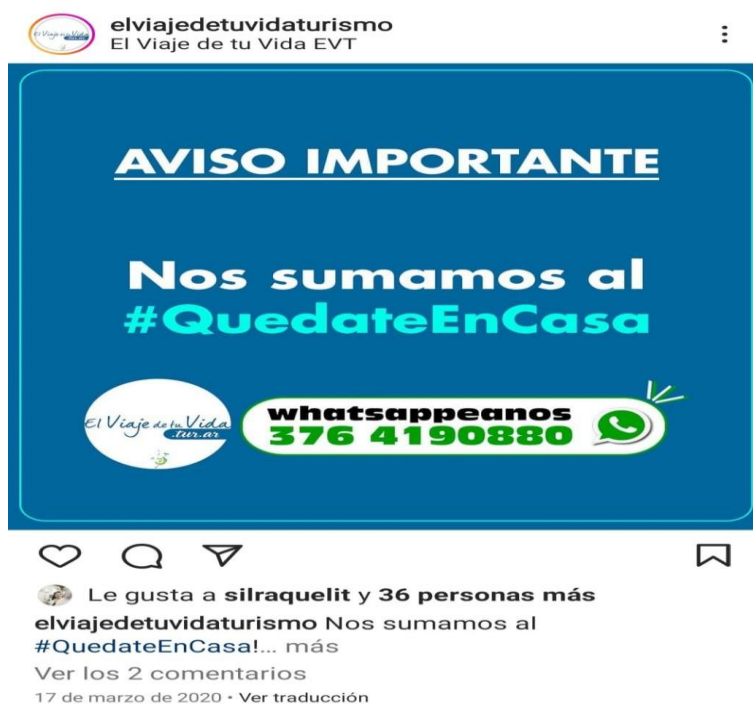 elviajedetuvidaturismo
El Viaje de tu Vida EVT
AVISO IMPORTANTE
Nos sumamos al
#QuedateEnCasa
El Viaje de tu Vida
.tur.ar
whatsappeanos
376 4190880
Le gusta a silraquelit y 36 personas más
elviajedetuvidaturismo Nos sumamos al
#QuedateEnCasa!... más
Ver los 2 comentarios
17 de marzo de 2020 • Ver traducción